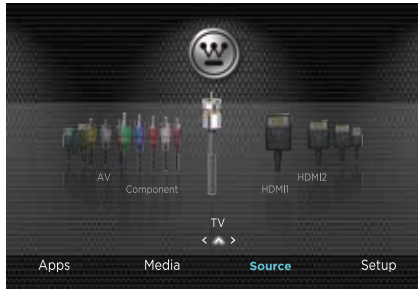 W
AV
HDMI2
Component
HDMI1
TV
Apps Media Source Setup